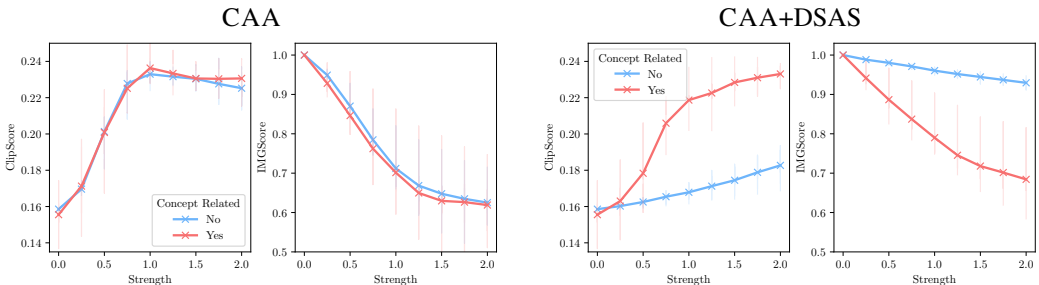 CAA
CAA+DSAS
ClipScore
0.24
0.22
0.20
0.18
0.16
0.14
Concept Related
No
Yes
0.0 0.5 1.0 1.5 2.0
Strength
IMGScore
1.0
0.9
0.8
0.7
0.6
0.5
0.0 0.5 1.0 1.5 2.0
Strength
ClipScore
0.24
0.22
0.20
0.18
0.16
0.14
Concept Related
No
Yes
0.0 0.5 1.0 1.5 2.0
Strength
IMGScore
1.0
0.9
0.8
0.7
0.6
0.5
0.0 0.5 1.0 1.5 2.0
Strength